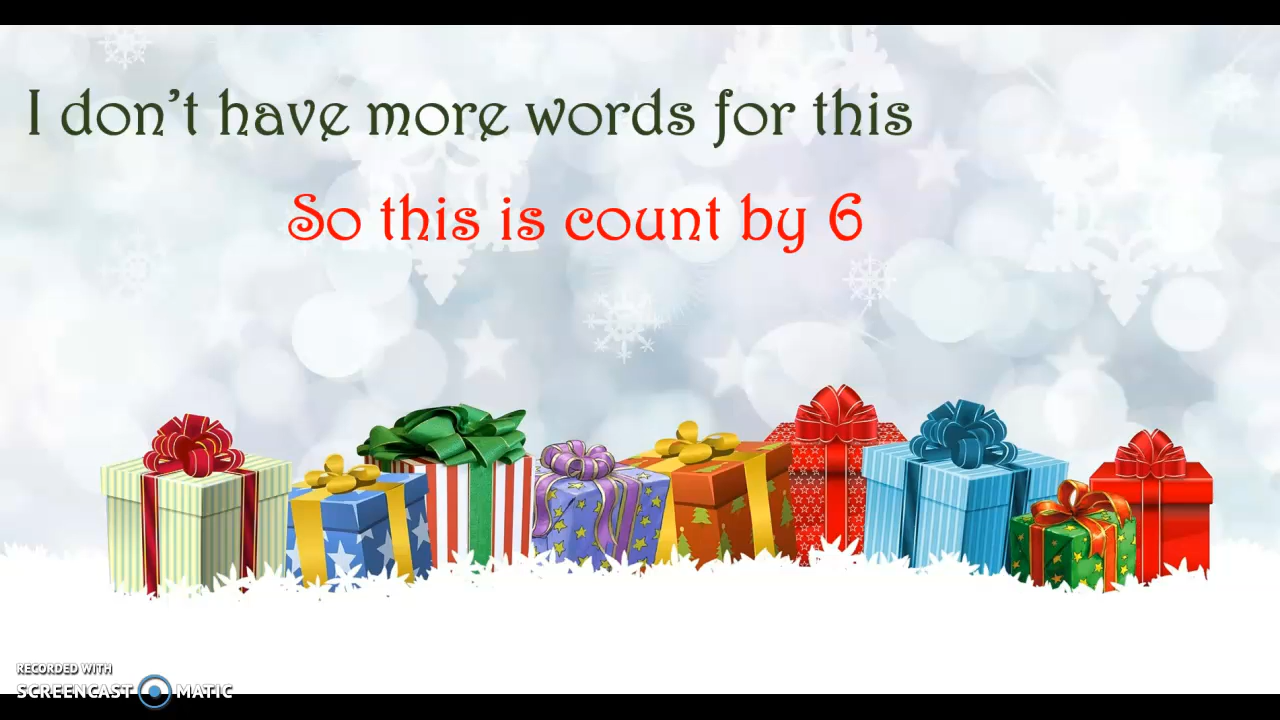 I don't have more words for this
So this is count by 6
RECORDED WITH
SCREENCAST MATIC